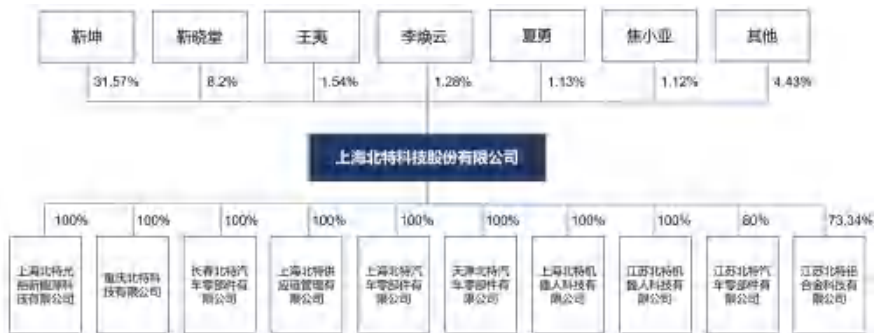 靳坤
靳晓堂
王夷
李焕云
夏勇
焦小亚
其他
31.57%
8.2%
1.54%
1.28%
1.13%
1.12%
4.43%
上海北特科技股份有限公司
100%
100%
100%
100%
100%
100%
100%
100%
80%
73.34%
上海北特光
裕新能源科
技有限公司
重庆北特科
技有限公司
长春北特汽
车零部件有
限公司
上海北特供
应链管理有
限公司
上海北特汽
车零部件有
限公司
天津北特汽
车零部件有
限公司
上海北特机
器人科技有
限公司
江苏北特机
器人科技有
限公司
江苏北特汽
车零部件有
限公司
江苏北特铝
合金科技有
限公司